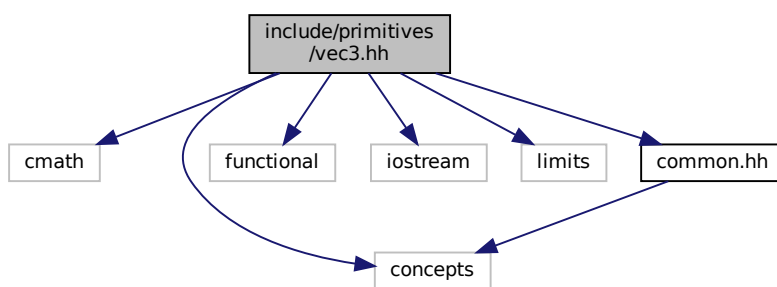 include/primitives
/vec3.hh
cmath
functional
iostream
limits
common.hh
concepts